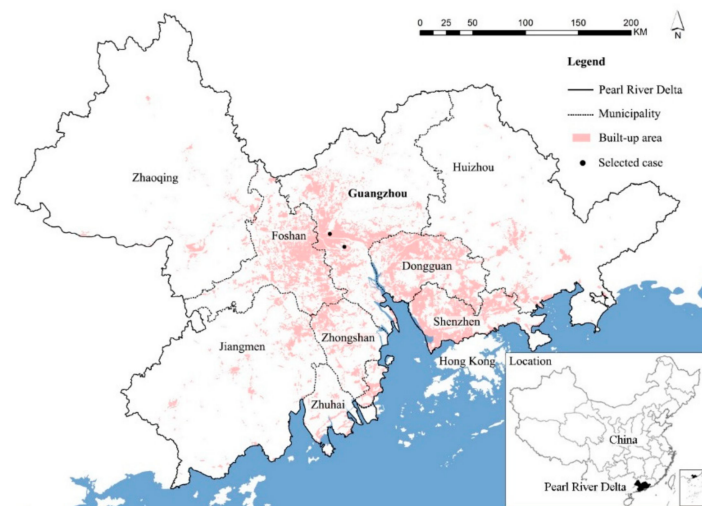 0 25 50 100 150 200
KM
N
Legend
Pearl River Delta
Municipality
Built-up area
Selected case
Zhaoqing
Huizhou
Guangzhou
Foshan
Dongguan
Shenzhen
Jiangmen
Zhongshan
Hong Kong
Zhuhai
Location
China
Pearl River Delta